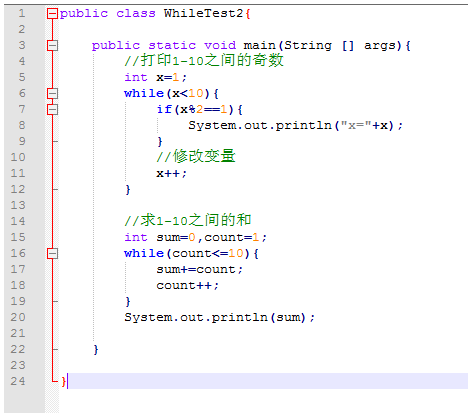 1 public class WhileTest2{
2
3 public static void main(String [] args){
4 //打印1-10之间的奇数
5 int x=1;
6 while(x<10){
7 if(x%2==1){
8 System.out.println("x="+x);
9 }
10 //修改变量
11 x++;
12 }
13
14 //求1-10之间的和
15 int sum=0,count=1;
16 while(count<=10){
17 sum+=count;
18 count++;
19 }
20 System.out.println(sum);
21
22 }
23
24 }